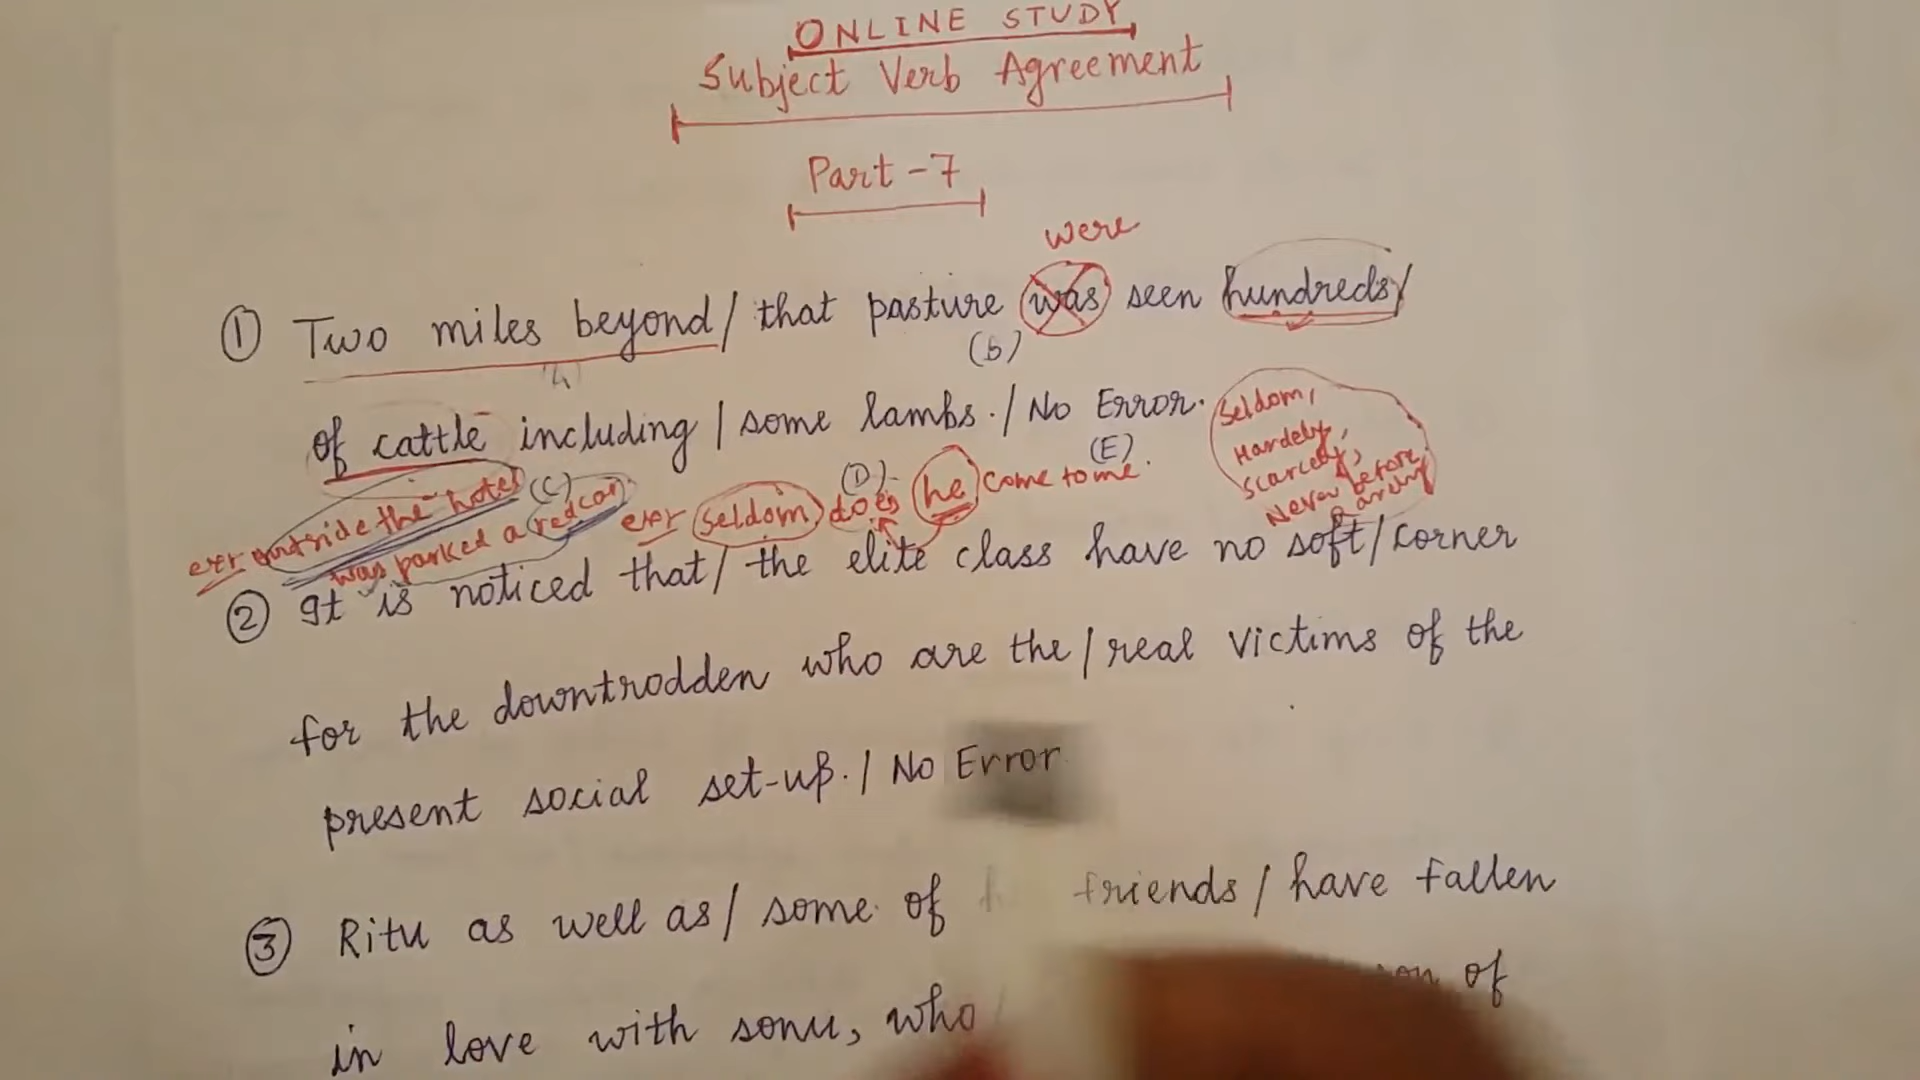 ONLINE STUDY
Subject Verb Agreement
Part-7
were
① Two miles beyond / that pasture was seen hundreds /
(B)
of cattle including / some lambs. / No Error.
(C) (D) (E)
Seldom,
Hardely,
Scarcely,
Never before
outside the hotel
was parked a red car
seldom does he come to me.
② It is noticed that / the elite class have no soft / corner
for the downtrodden who are the / real victims of the
present social set-up. / No Error
③ Ritu as well as / some of friends / have fallen
in love with sonu, who of